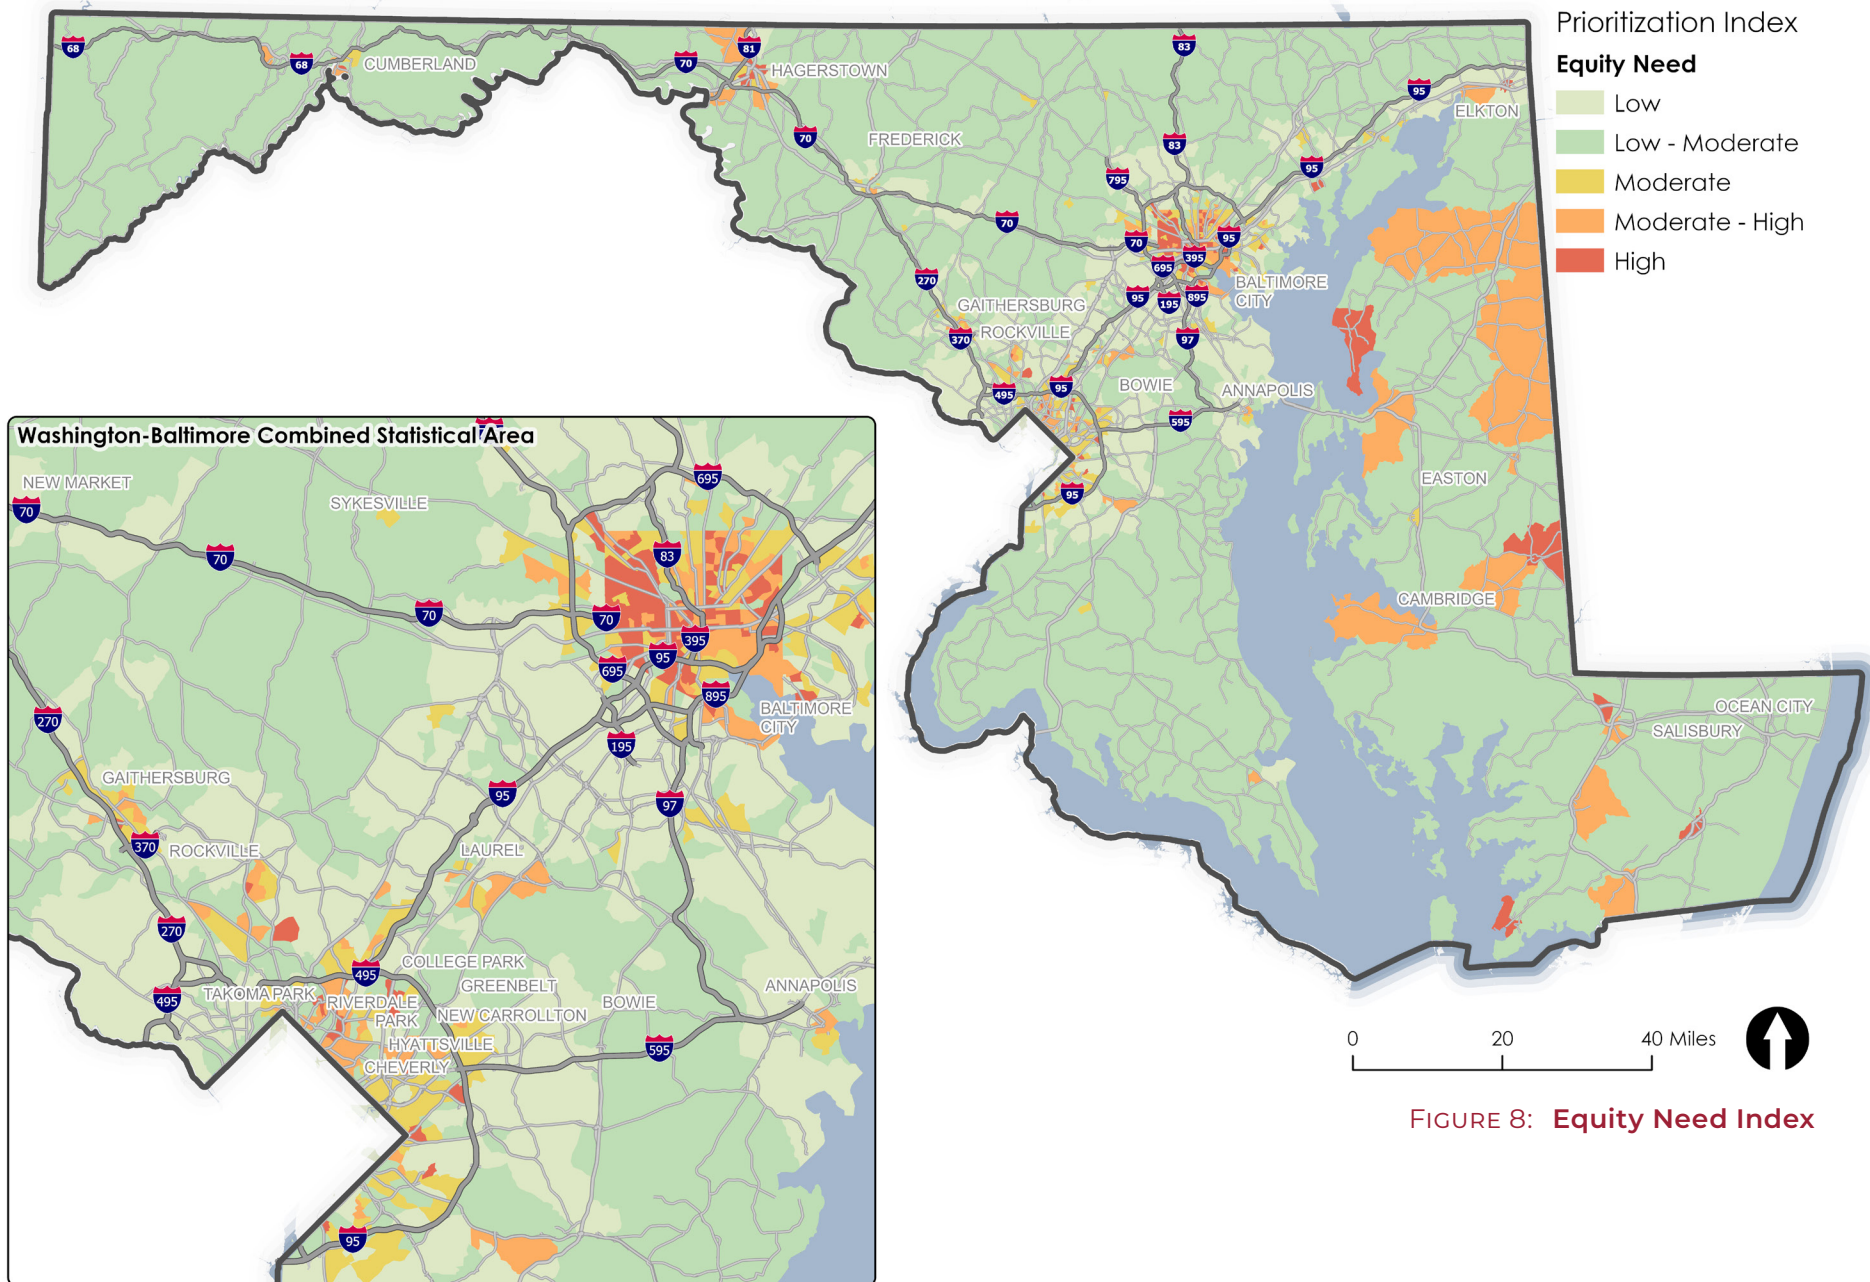 68
68
CUMBERLAND
70
81
HAGERSTOWN
70
FREDERICK
83
83
95
ELKTON
95
795
70
70
95
395
695
270
95
195
895
BALTIMORE
CITY
GAITHERSBURG
370
ROCKVILLE
97
495
95
BOWIE
ANNAPOLIS
595
95
EASTON
CAMBRIDGE
OCEAN CITY
SALISBURY
Prioritization Index
Equity Need
Low
Low - Moderate
Moderate
Moderate - High
High
Washington-Baltimore Combined Statistical Area
NEW MARKET
70
SYKESVILLE
695
70
83
70
70
395
95
695
895
BALTIMORE
CITY
270
195
GAITHERSBURG
95
97
370
ROCKVILLE
LAUREL
270
495
COLLEGE PARK
495
TAKOMA PARK
RIVERDALE
PARK
GREENBELT
BOWIE
ANNAPOLIS
NEW CARROLLTON
HYATTSVILLE
CHEVERLY
595
95
0 20 40 Miles
FIGURE 8: Equity Need Index